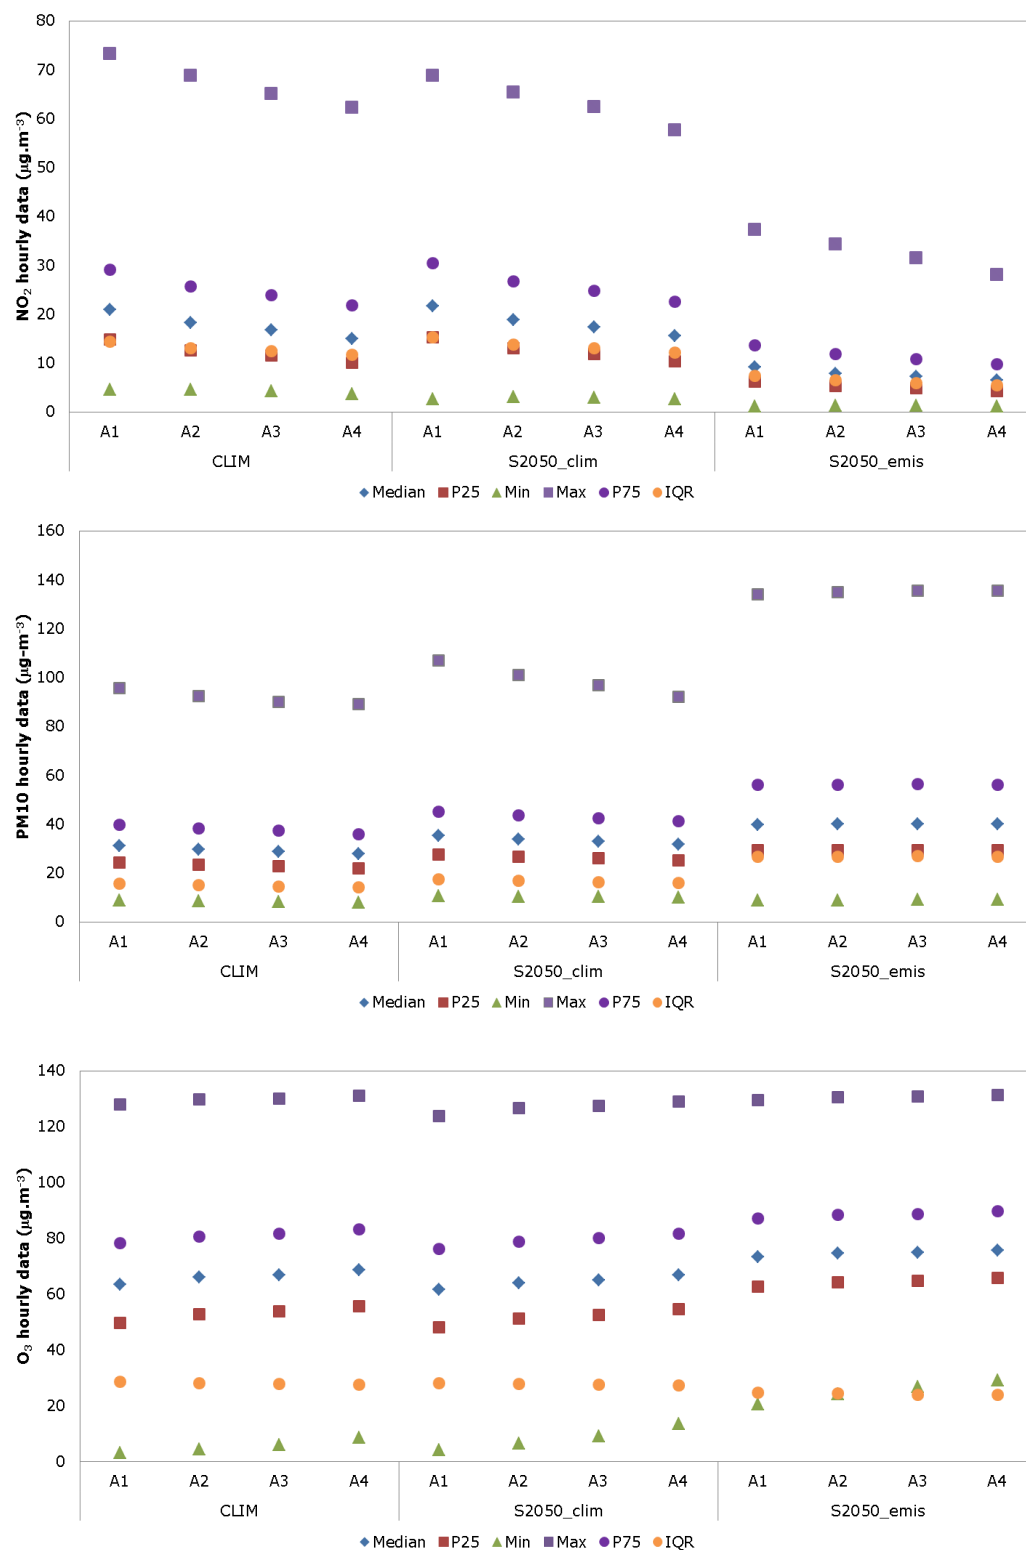 80
70
60
50
40
30
20
10
0
NO₂ hourly data (µg.m⁻³)
A1 A2 A3 A4 A1 A2 A3 A4 A1 A2 A3 A4
CLIM S2050_clim S2050_emis
Median P25 Min Max P75 IQR
160
140
120
100
80
60
40
20
0
PM10 hourly data (µg-m⁻³)
A1 A2 A3 A4 A1 A2 A3 A4 A1 A2 A3 A4
CLIM S2050_clim S2050_emis
Median P25 Min Max P75 IQR
140
120
100
80
60
40
20
0
O₃ hourly data (µg.m⁻³)
A1 A2 A3 A4 A1 A2 A3 A4 A1 A2 A3 A4
CLIM S2050_clim S2050_emis
Median P25 Min Max P75 IQR